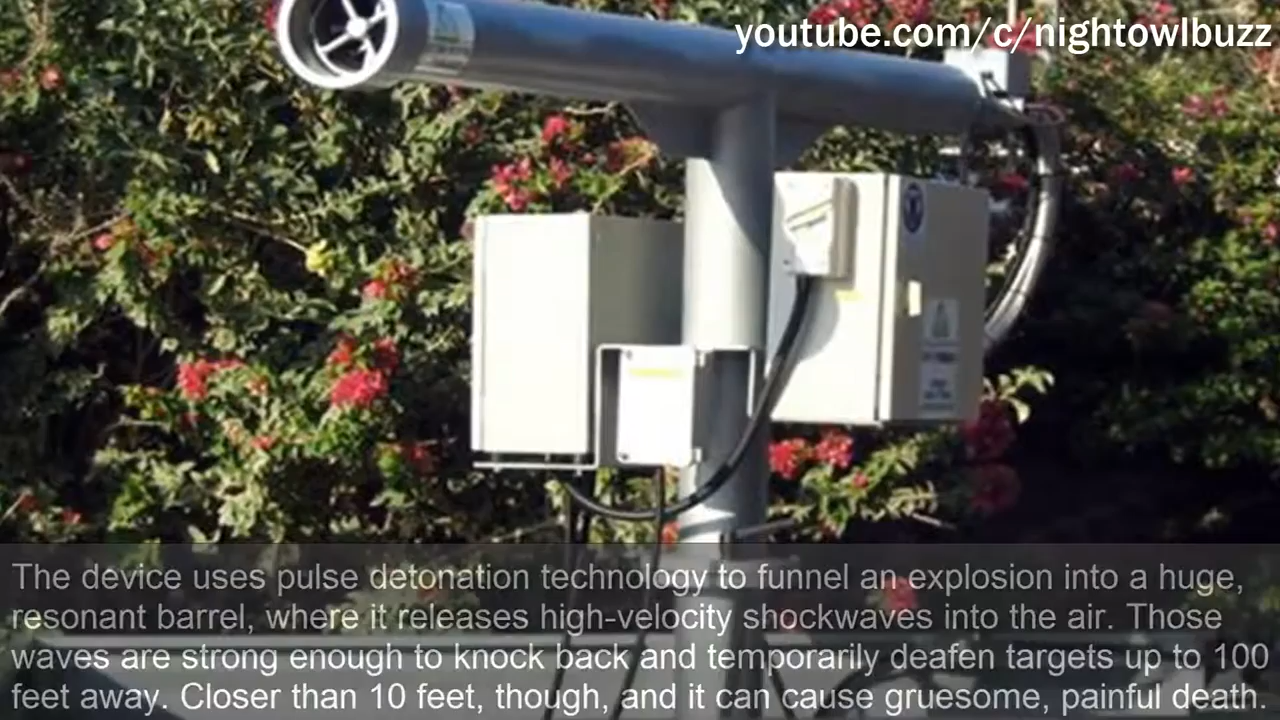 youtube.com/c/nightowlbuzz
The device uses pulse detonation technology to funnel an explosion into a huge,
resonant barrel, where it releases high-velocity shockwaves into the air. Those
waves are strong enough to knock back and temporarily deafen targets up to 100
feet away. Closer than 10 feet, though, and it can cause gruesome, painful death.